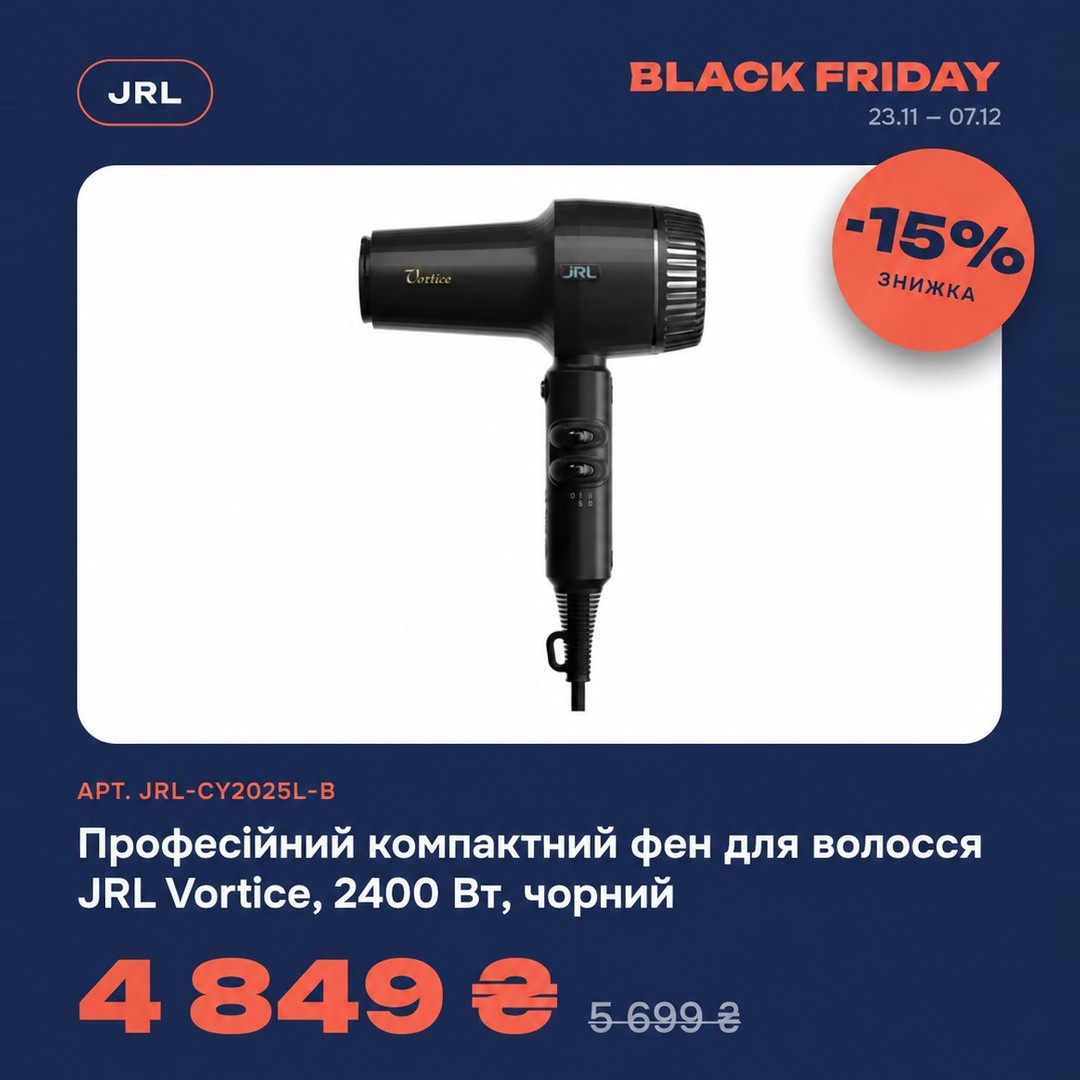 JRL
BLACK FRIDAY
23.11 – 07.12
-15%
ЗНИЖКА
Vortice
JRL
АРТ. JRL-CY2025L-B
Професійний компактний фен для волосся
JRL Vortice, 2400 Вт, чорний
4 849 ₴
5 699 ₴